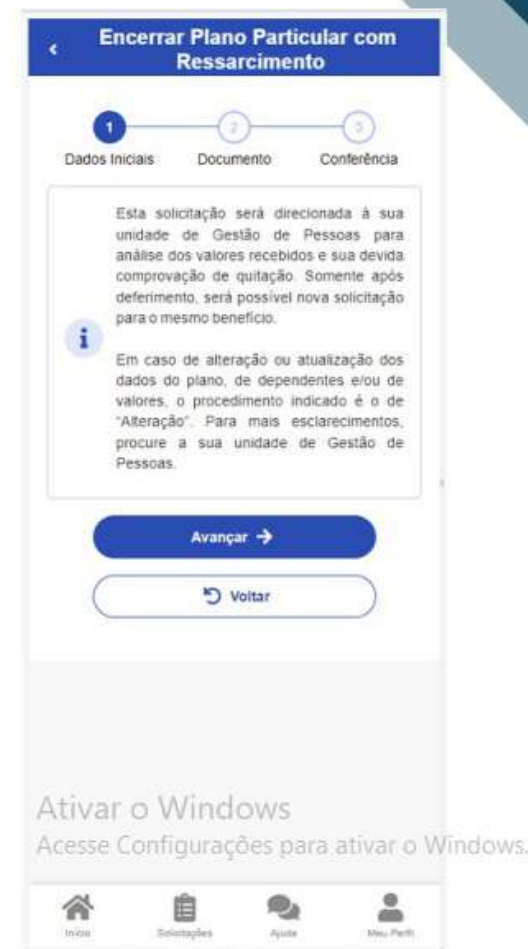 Encerrar Plano Particular com
Ressarcimento
1
2
3
Dados Iniciais
Documento
Conferência
Esta solicitação será direcionada à sua
unidade de Gestão de Pessoas para
análise dos valores recebidos e sua devida
comprovação de quitação. Somente após
deferimento, será possível nova solicitação
para o mesmo benefício.
i
Em caso de alteração ou atualização dos
dados do plano, de dependentes e/ou de
valores, o procedimento indicado é o de
"Alteração". Para mais esclarecimentos,
procure a sua unidade de Gestão de
Pessoas.
Avançar
Voltar
Ativar o Windows
Acesse Configurações para ativar o Windows.
Início
Solicitações
Ajuda
Meu Perfil